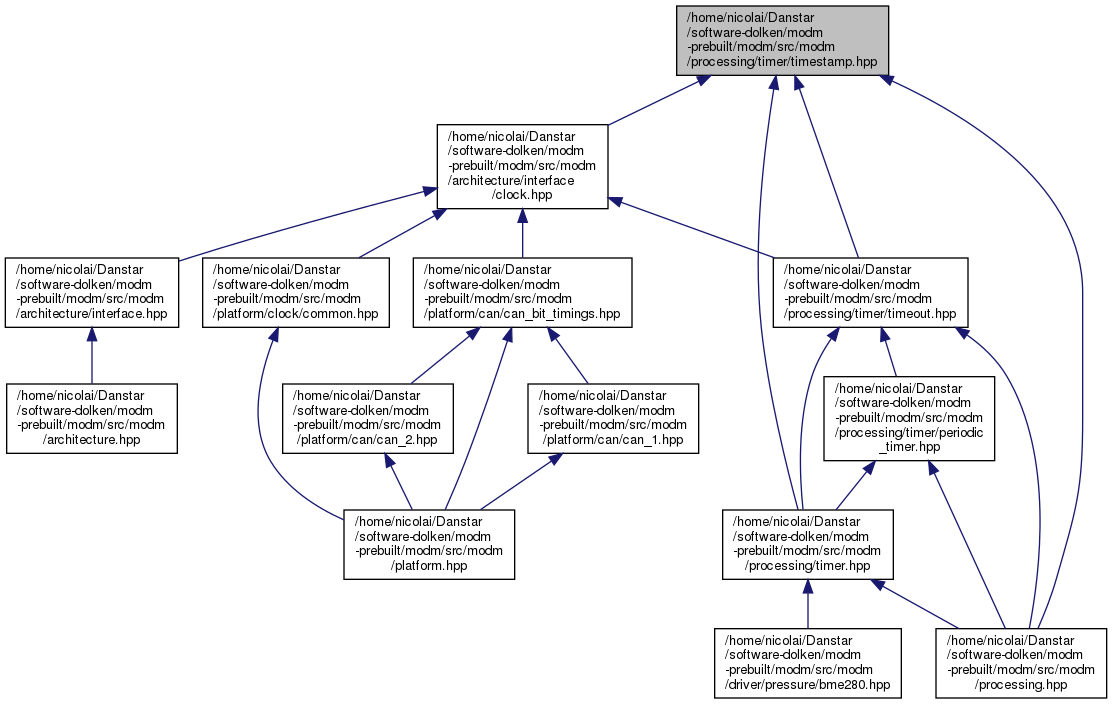 /home/nicolai/Danstar
/software-dolken/modm
-prebuilt/modm/src/modm
/processing/timer/timestamp.hpp
/home/nicolai/Danstar
/software-dolken/modm
-prebuilt/modm/src/modm
/architecture/interface
/clock.hpp
/home/nicolai/Danstar
/software-dolken/modm
-prebuilt/modm/src/modm
/architecture/interface.hpp
/home/nicolai/Danstar
/software-dolken/modm
-prebuilt/modm/src/modm
/platform/clock/common.hpp
/home/nicolai/Danstar
/software-dolken/modm
-prebuilt/modm/src/modm
/platform/can/can_bit_timings.hpp
/home/nicolai/Danstar
/software-dolken/modm
-prebuilt/modm/src/modm
/processing/timer/timeout.hpp
/home/nicolai/Danstar
/software-dolken/modm
-prebuilt/modm/src/modm
/architecture.hpp
/home/nicolai/Danstar
/software-dolken/modm
-prebuilt/modm/src/modm
/platform/can/can_2.hpp
/home/nicolai/Danstar
/software-dolken/modm
-prebuilt/modm/src/modm
/platform/can/can_1.hpp
/home/nicolai/Danstar
/software-dolken/modm
-prebuilt/modm/src/modm
/processing/timer/periodic
_timer.hpp
/home/nicolai/Danstar
/software-dolken/modm
-prebuilt/modm/src/modm
/platform.hpp
/home/nicolai/Danstar
/software-dolken/modm
-prebuilt/modm/src/modm
/processing/timer.hpp
/home/nicolai/Danstar
/software-dolken/modm
-prebuilt/modm/src/modm
/driver/pressure/bme280.hpp
/home/nicolai/Danstar
/software-dolken/modm
-prebuilt/modm/src/modm
/processing.hpp